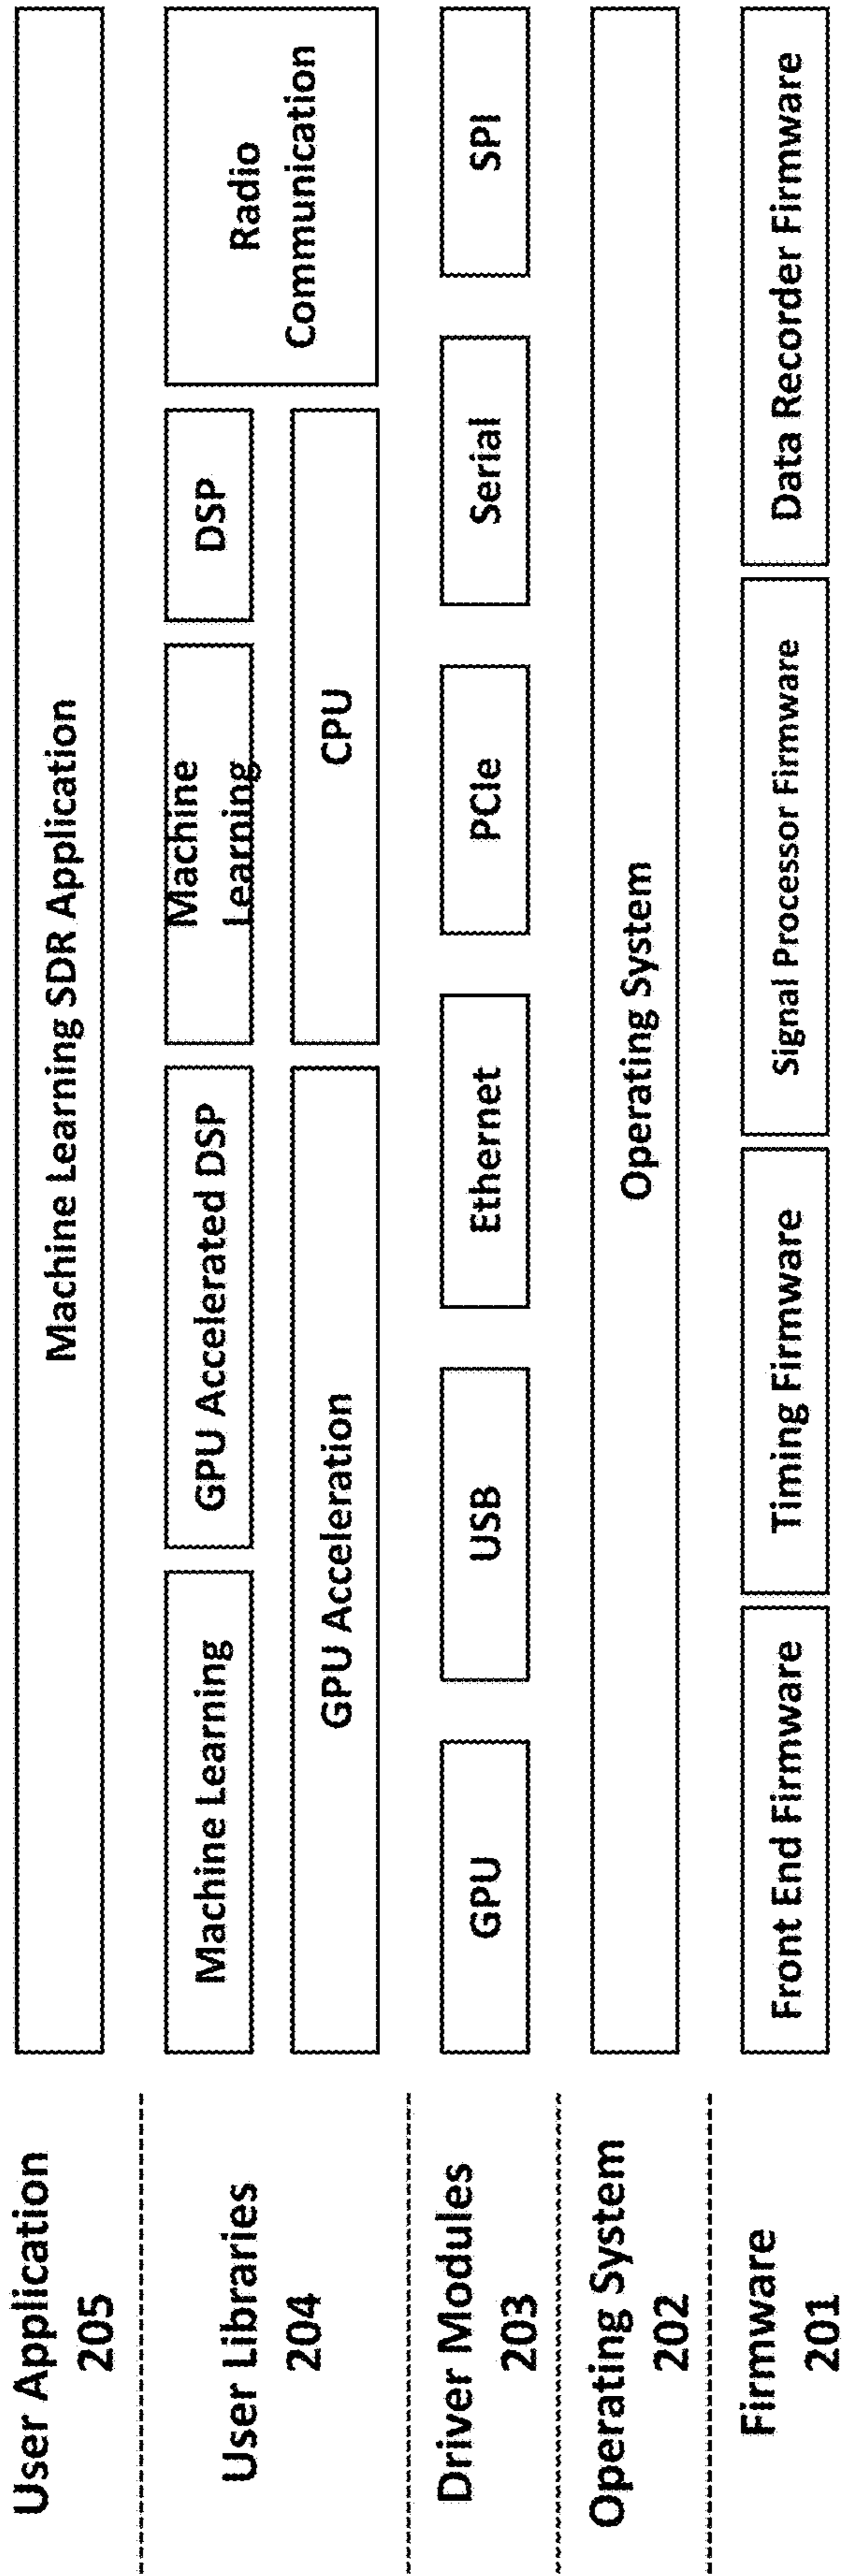 User Application
205
Machine Learning SDR Application
User Libraries
204
Machine Learning
GPU Accelerated DSP
Machine
Learning
DSP
Radio
Communication
GPU Acceleration
CPU
Driver Modules
203
GPU
USB
Ethernet
PCIe
Serial
SPI
Operating System
202
Operating System
Firmware
201
Front End Firmware
Timing Firmware
Signal Processor Firmware
Data Recorder Firmware